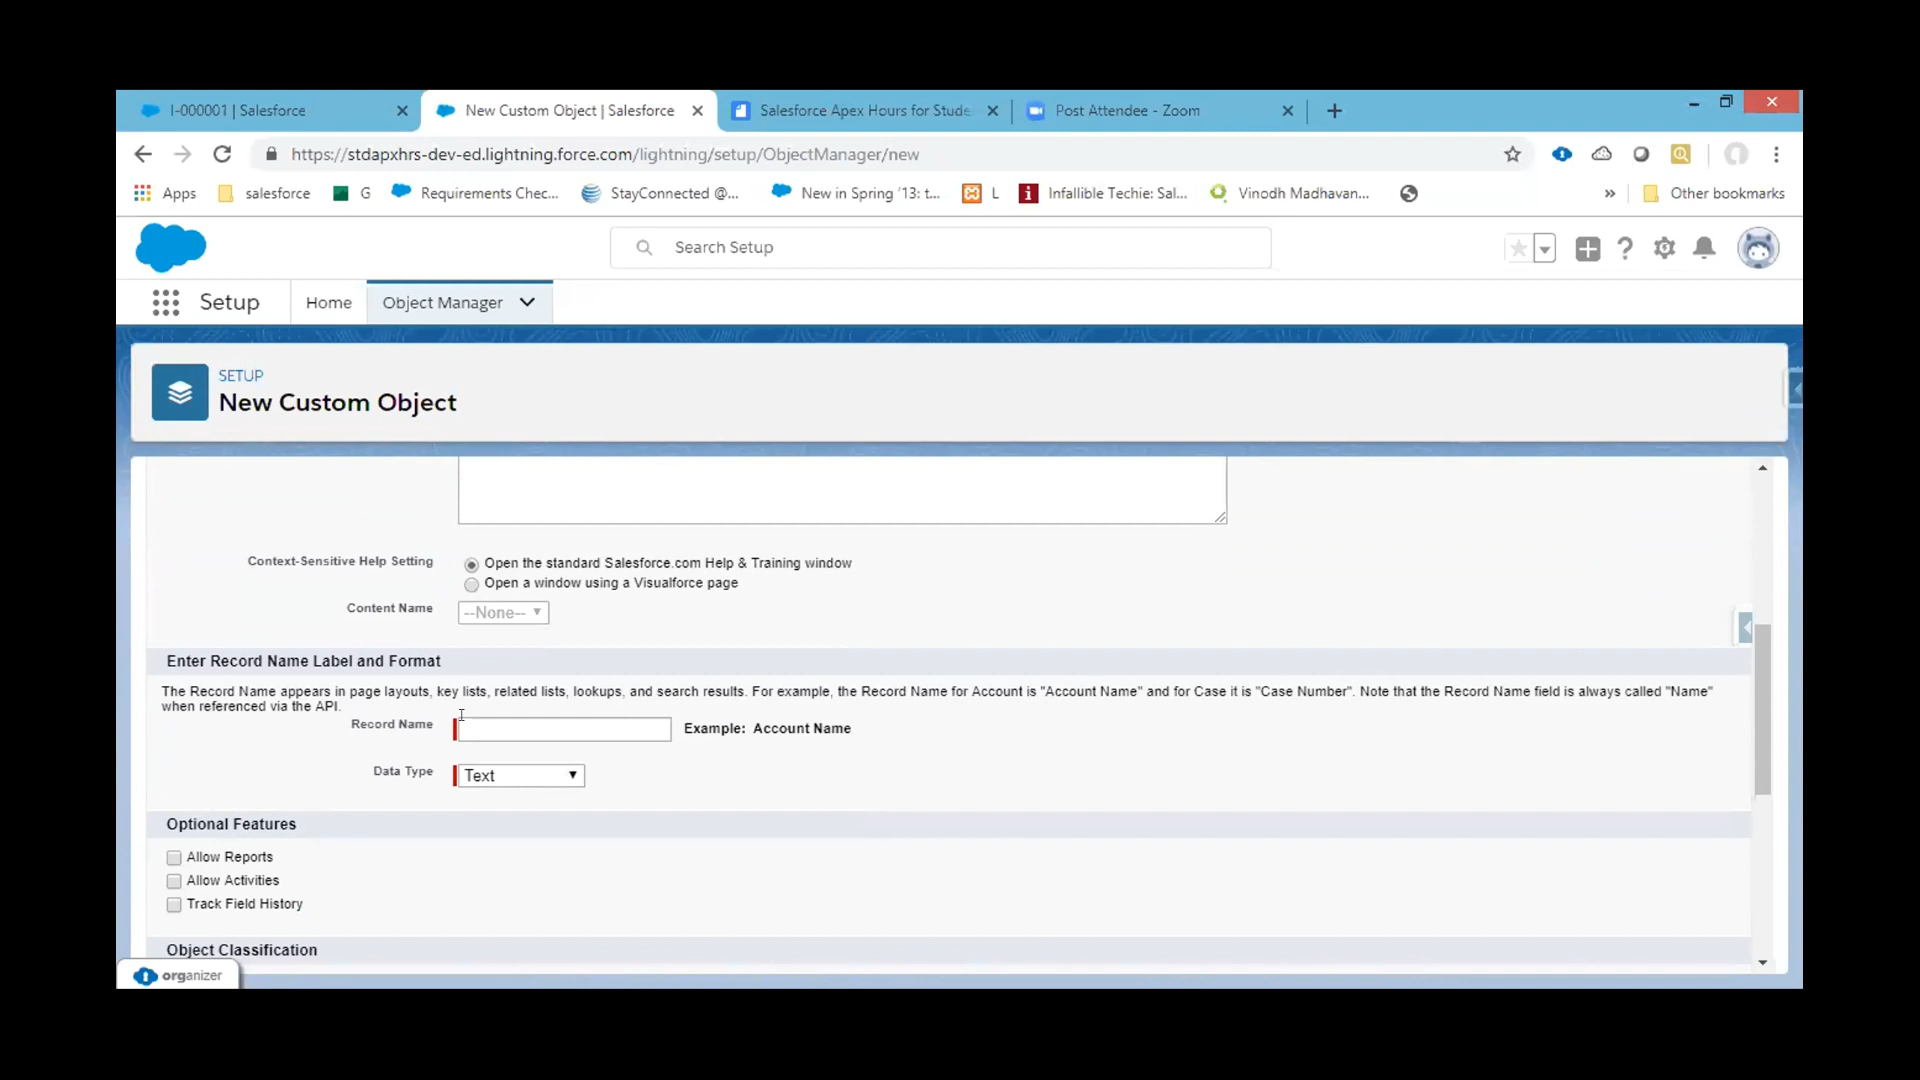 I-000001 | Salesforce
New Custom Object | Salesforce
Salesforce Apex Hours for Stude
Post Attendee - Zoom
https://stdapxhrs-dev-ed.lightning.force.com/lightning/setup/ObjectManager/new
Apps
salesforce
G
Requirements Chec...
StayConnected @...
New in Spring '13: t...
L
Infallible Techie: Sal...
Vinodh Madhavan...
»
Other bookmarks
Search Setup
Setup
Home
Object Manager
SETUP
New Custom Object
Context-Sensitive Help Setting
Open the standard Salesforce.com Help & Training window
Open a window using a Visualforce page
Content Name
--None--
Enter Record Name Label and Format
The Record Name appears in page layouts, key lists, related lists, lookups, and search results. For example, the Record Name for Account is "Account Name" and for Case it is "Case Number". Note that the Record Name field is always called "Name"
when referenced via the API.
Record Name
Example: Account Name
Data Type
Text
Optional Features
Allow Reports
Allow Activities
Track Field History
Object Classification
organizer